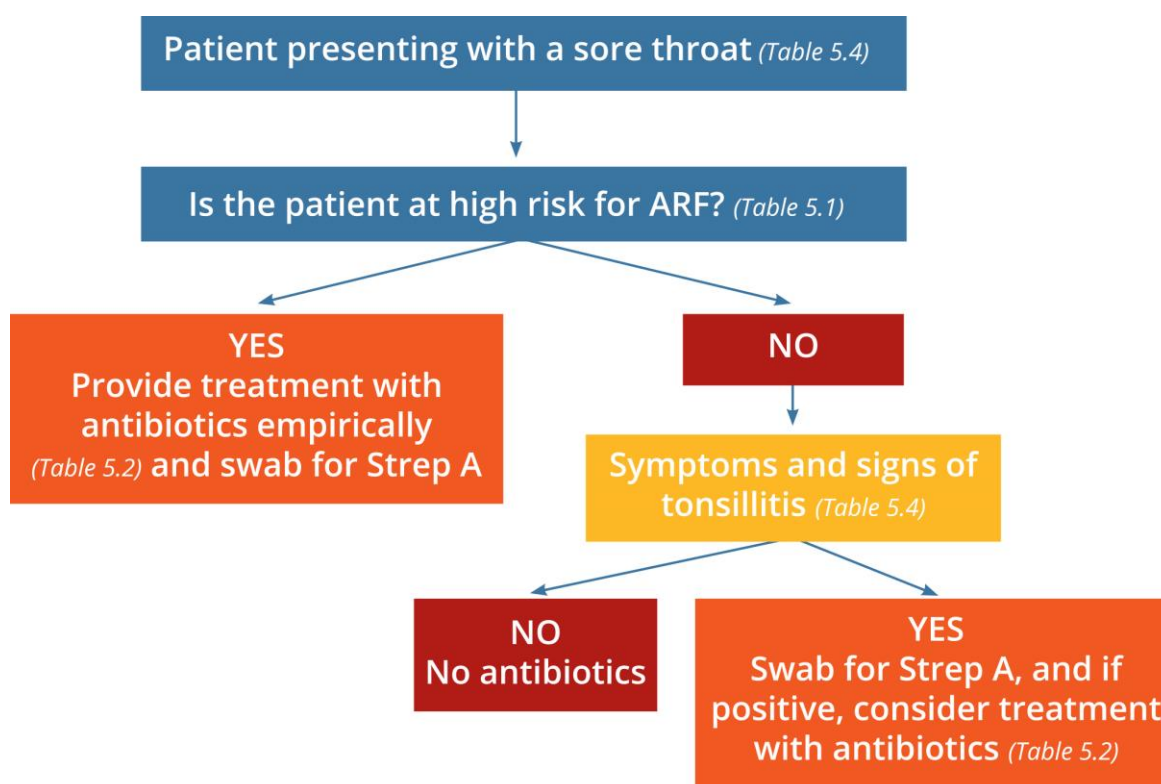 Patient presenting with a sore throat (Table 5.4)
Is the patient at high risk for ARF? (Table 5.1)
YES
Provide treatment with
antibiotics empirically
(Table 5.2) and swab for Strep A
NO
Symptoms and signs of
tonsillitis (Table 5.4)
NO
No antibiotics
YES
Swab for Strep A, and if
positive, consider treatment
with antibiotics (Table 5.2)